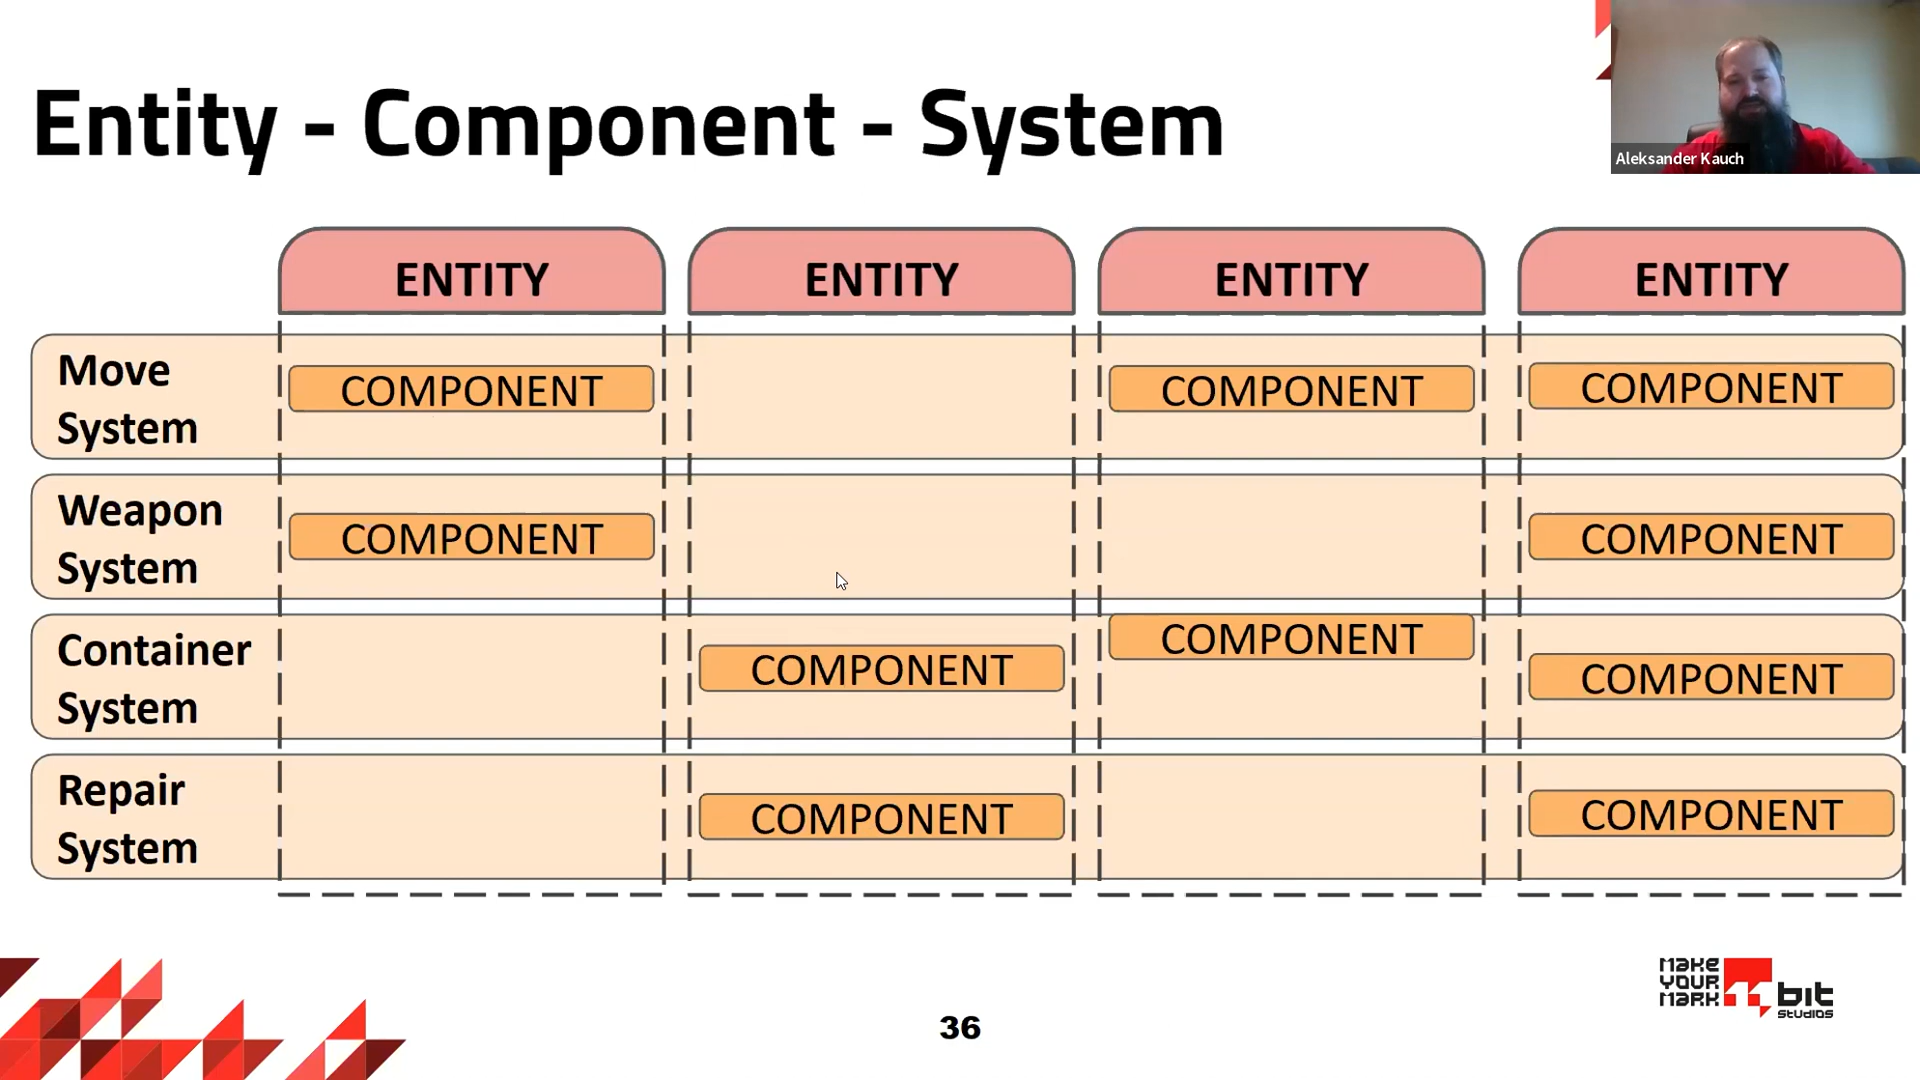 Entity - Component - System
Aleksander Kauch
ENTITY ENTITY ENTITY ENTITY
Move
System
COMPONENT COMPONENT COMPONENT
Weapon
System
COMPONENT COMPONENT
Container
System
COMPONENT COMPONENT COMPONENT
Repair
System
COMPONENT COMPONENT
36
MAKE
YOUR
MARK
11 bit
STUDIOS